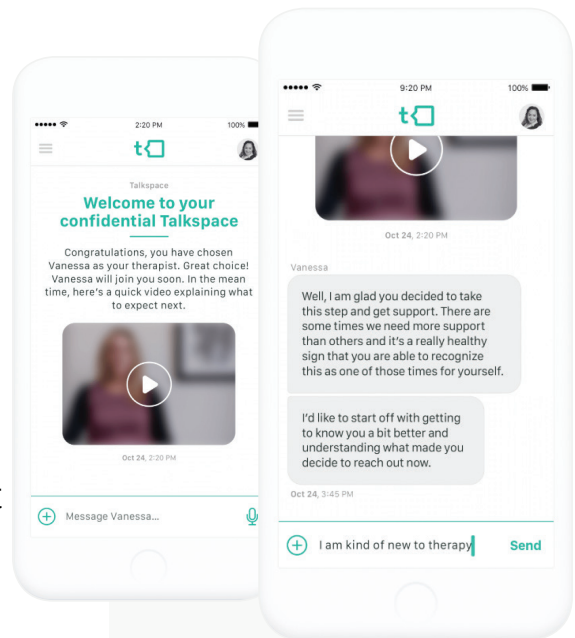 2:20 PM
100%
t
Talkspace
Welcome to your
confidential Talkspace
Congratulations, you have chosen
Vanessa as your therapist. Great choice!
Vanessa will join you soon. In the mean
time, here's a quick video explaining what
to expect next.
Oct 24, 2:20 PM
Message Vanessa...
9:20 PM
100%
t
Oct 24, 2:20 PM
Vanessa
Well, I am glad you decided to take
this step and get support. There are
some times we need more support
than others and it's a really healthy
sign that you are able to recognize
this as one of those times for yourself.
I'd like to start off with getting
to know you a bit better and
understanding what made you
decide to reach out now.
Oct 24, 3:45 PM
I am kind of new to therapy
Send